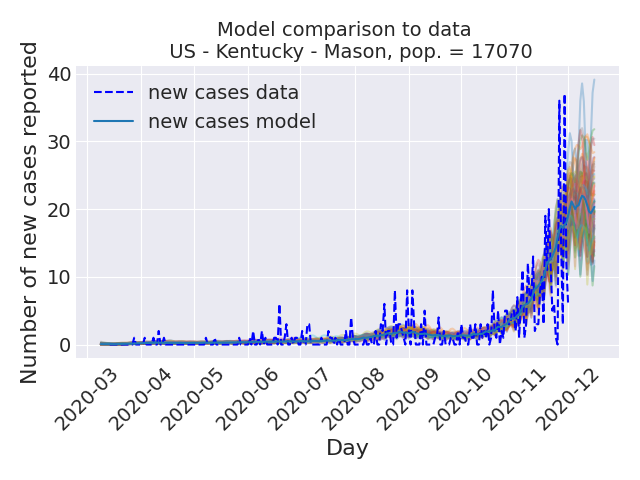 Model comparison to data
US - Kentucky - Mason, pop. = 17070
Number of new cases reported
40
30
20
10
0
new cases data
new cases model
2020-03
2020-04
2020-05
2020-06
2020-07
2020-08
2020-09
2020-10
2020-11
2020-12
Day